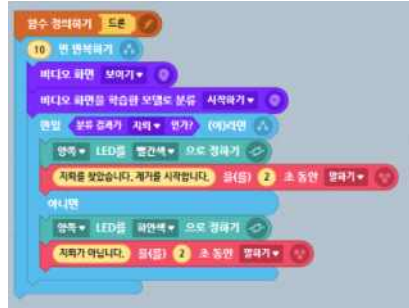 함수 정의하기 드론
10 번 반복하기
비디오 화면 보이기
비디오 화면을 학습한 모델로 분류 시작하기
만일 분류 결과가 지뢰 인가? (이)라면
양쪽 LED를 빨간색 으로 정하기
지뢰를 찾았습니다. 제거를 시작합니다. 을(를) 2 초 동안 말하기
아니면
양쪽 LED를 하얀색 으로 정하기
지뢰가 아닙니다. 을(를) 2 초 동안 말하기